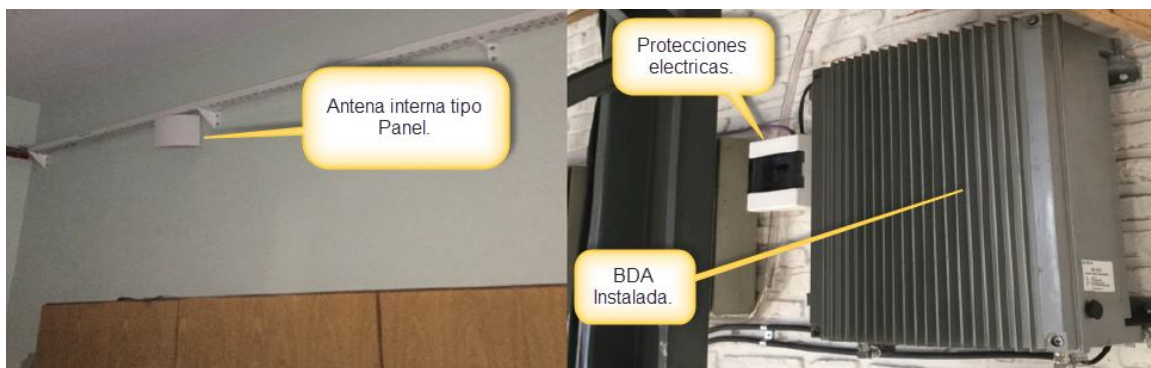 Antena interna tipo
Panel.
Protecciones
electricas.
BDA
Instalada.